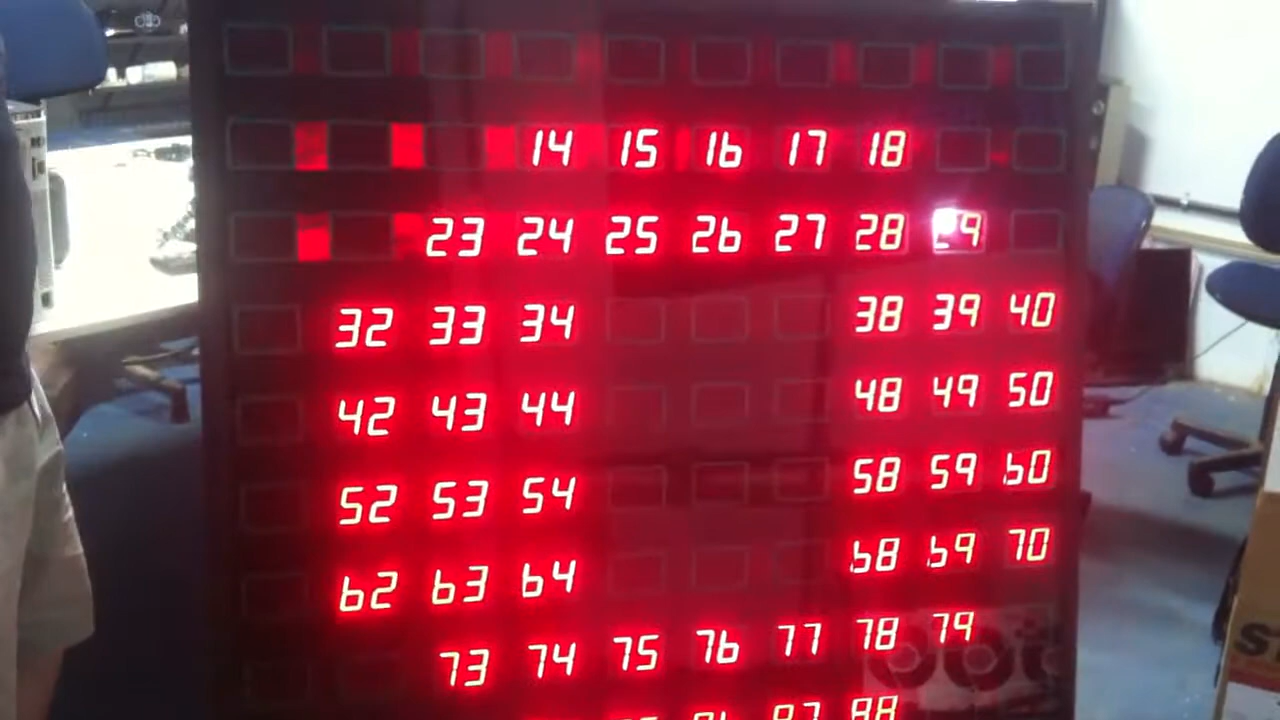 14 15 16 17 18
23 24 25 26 27 28 29
32 33 34 38 39 40
42 43 44 48 49 50
52 53 54 58 59 60
62 63 64 68 69 70
73 74 75 76 77 78 79
87 88